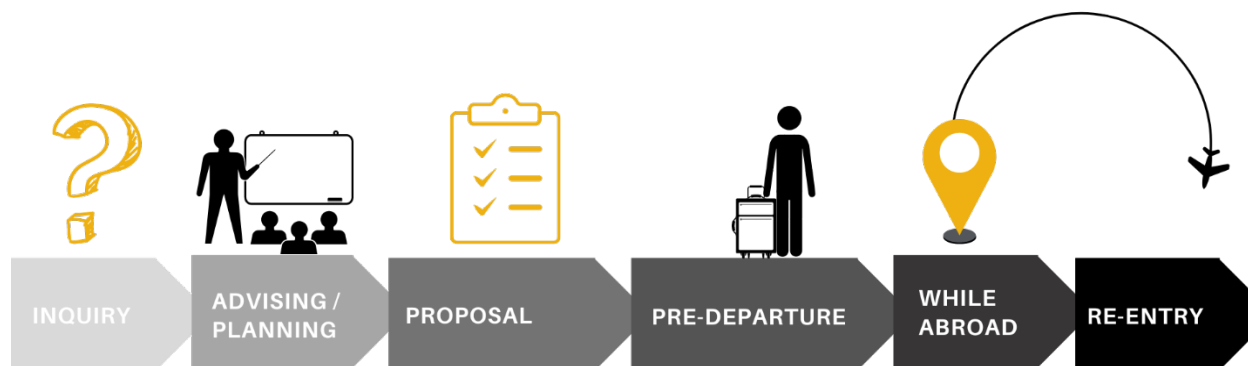 INQUIRY
ADVISING /
PLANNING
PROPOSAL
PRE-DEPARTURE
WHILE
ABROAD
RE-ENTRY